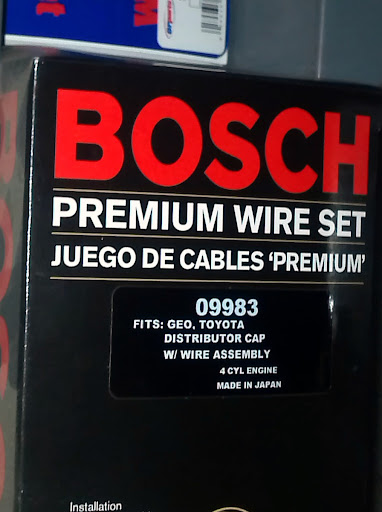 BOSCH
PREMIUM WIRE SET
JUEGO DE CABLES 'PREMIUM'
09983
FITS: GEO, TOYOTA
DISTRIBUTOR CAP
W/ WIRE ASSEMBLY
4 CYL ENGINE
MADE IN JAPAN
Installation